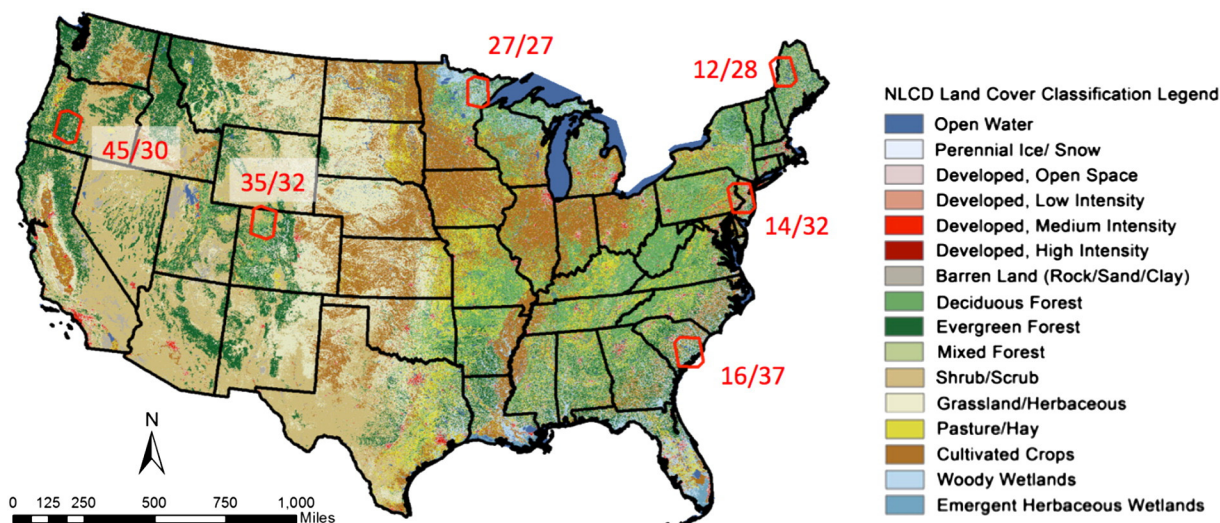 27/27
12/28
45/30
35/32
14/32
16/37
NLCD Land Cover Classification Legend
Open Water
Perennial Ice/ Snow
Developed, Open Space
Developed, Low Intensity
Developed, Medium Intensity
Developed, High Intensity
Barren Land (Rock/Sand/Clay)
Deciduous Forest
Evergreen Forest
Mixed Forest
Shrub/Scrub
Grassland/Herbaceous
Pasture/Hay
Cultivated Crops
Woody Wetlands
Emergent Herbaceous Wetlands
N
0 125 250 500 750 1,000
Miles